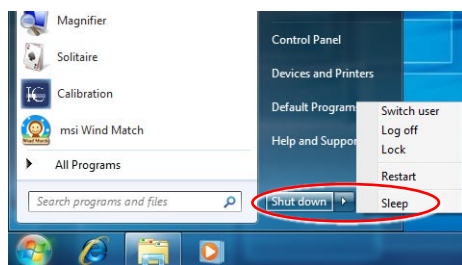 Magnifier
Solitaire
Calibration
msi Wind Match
All Programs
Search programs and files
Control Panel
Devices and Printers
Default Program
Help and Suppor
Shut down
Switch user
Log off
Lock
Restart
Sleep